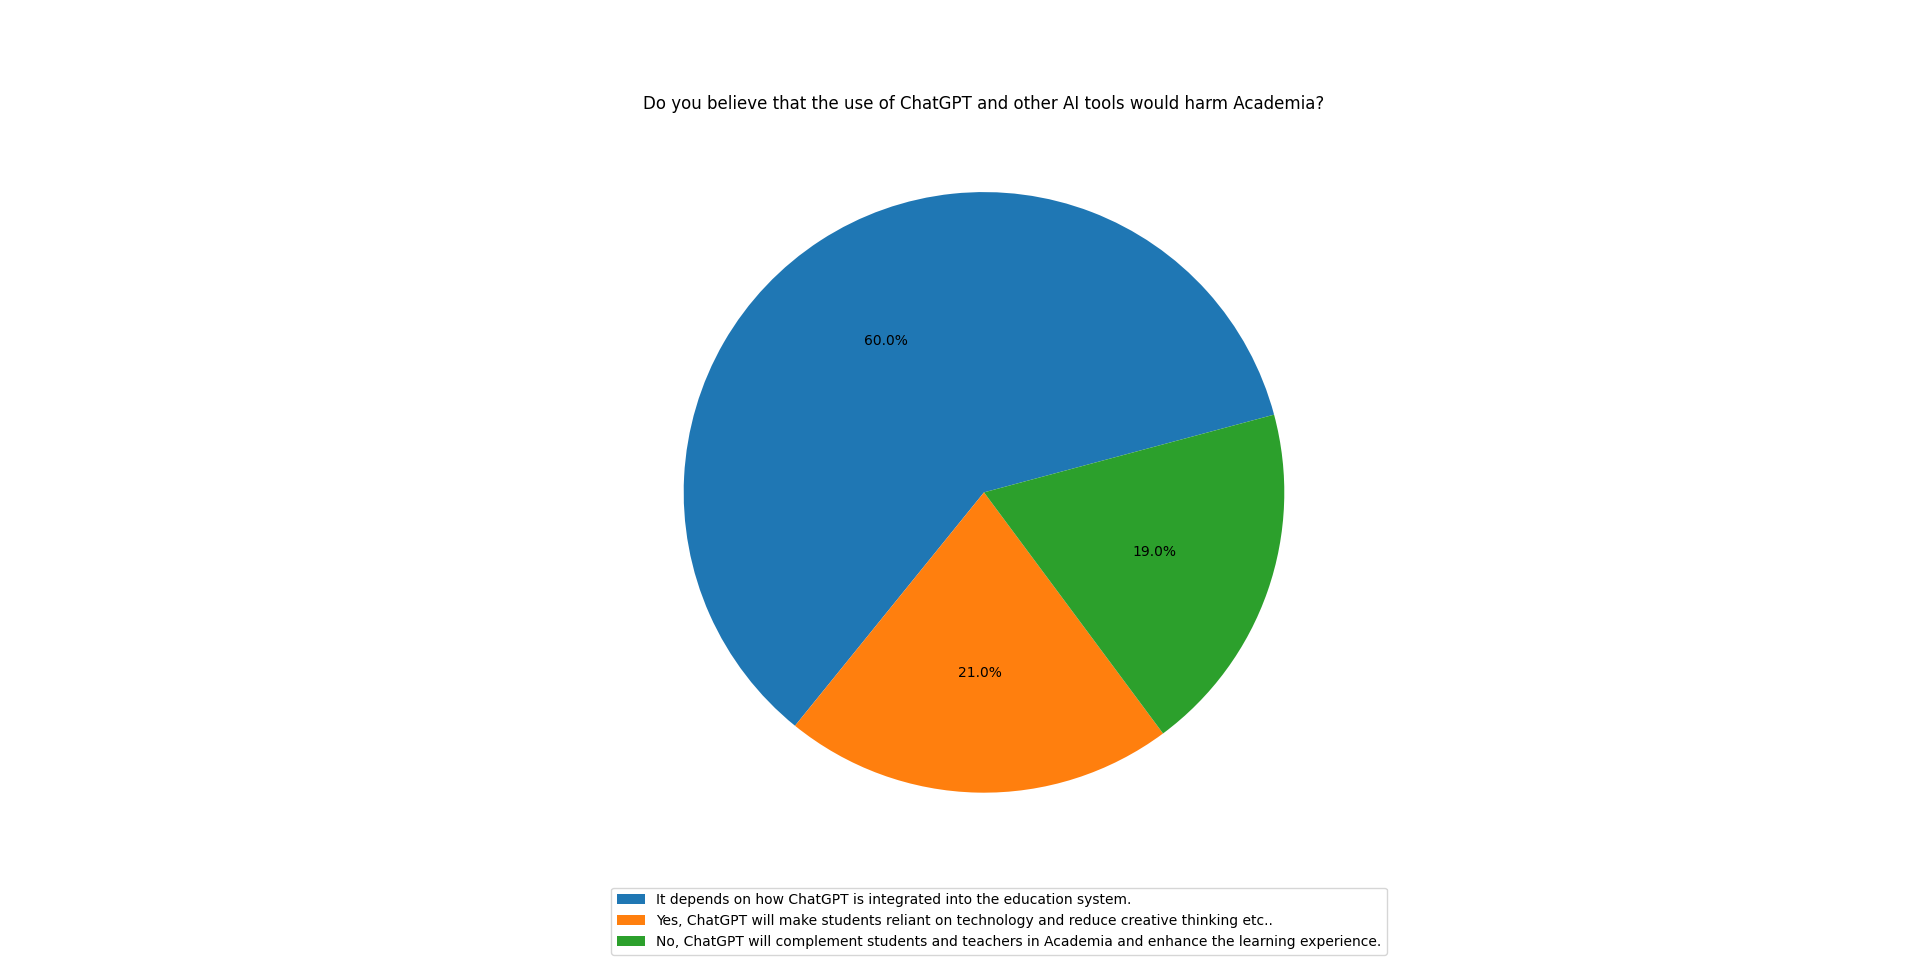 Do you believe that the use of ChatGPT and other AI tools would harm Academia?
60.0%
19.0%
21.0%
It depends on how ChatGPT is integrated into the education system.
Yes, ChatGPT will make students reliant on technology and reduce creative thinking etc..
No, ChatGPT will complement students and teachers in Academia and enhance the learning experience.